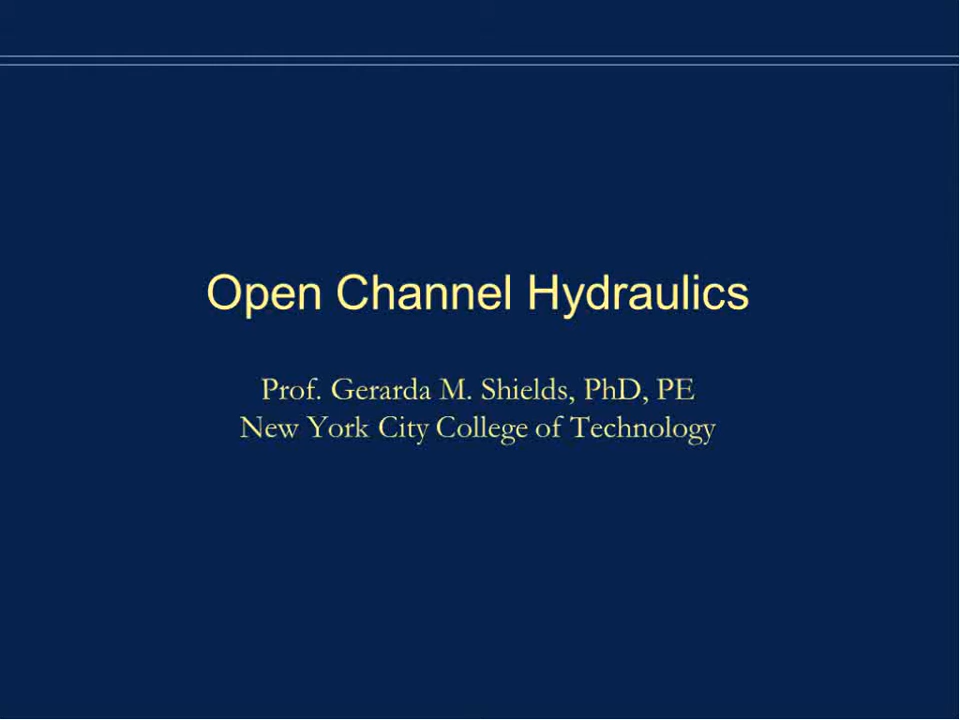 Open Channel Hydraulics
Prof. Gerarda M. Shields, PhD, PE
New York City College of Technology